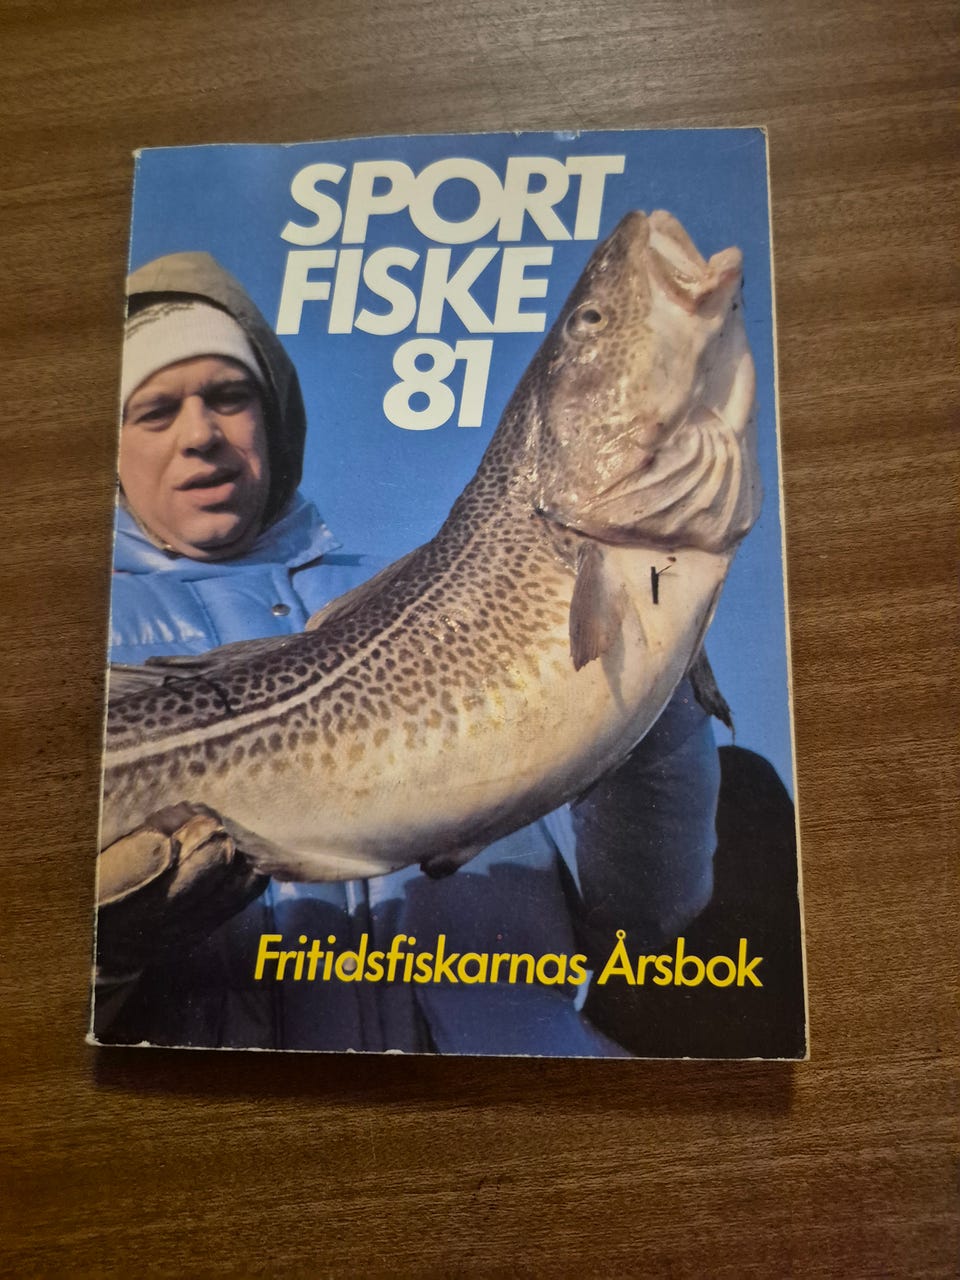 SPORT
FISKE
81
Fritidsfiskarnas Årsbok